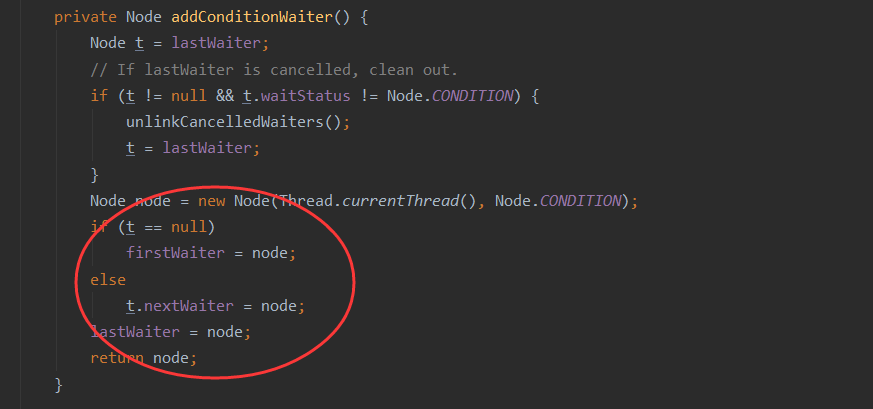 private Node addConditionWaiter() {
    Node t = lastWaiter;
    // If lastWaiter is cancelled, clean out.
    if (t != null && t.waitStatus != Node.CONDITION) {
        unlinkCancelledWaiters();
        t = lastWaiter;
    }
    Node node = new Node(Thread.currentThread(), Node.CONDITION);
    if (t == null)
        firstWaiter = node;
    else
        t.nextWaiter = node;
    lastWaiter = node;
    return node;
}